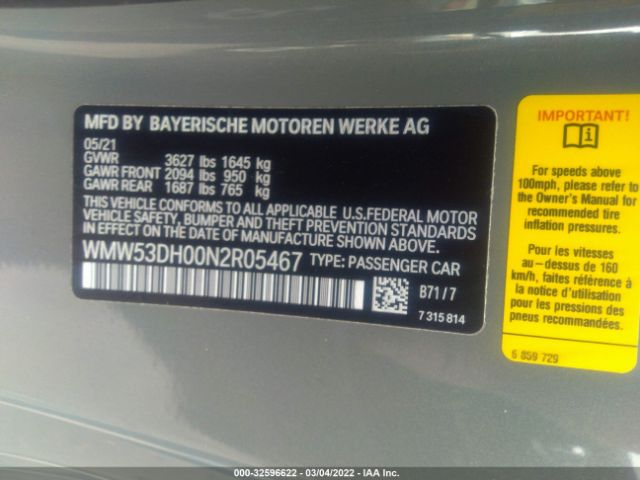 MFD BY BAYERISCHE MOTOREN WERKE AG
05/21
GVWR 3627 lbs 1645 kg
GAWR FRONT 2094 lbs 950 kg
GAWR REAR 1687 lbs 765 kg
THIS VEHICLE CONFORMS TO ALL APPLICABLE U.S.FEDERAL MOTOR
VEHICLE SAFETY, BUMPER AND THEFT PREVENTION STANDARDS
IN EFFECT ON THE DATE OF MANUFACTURE SHOWN ABOVE.
WMW53DH00N2R05467 TYPE: PASSENGER CAR
B71/7
7 315 814
IMPORTANT!
For speeds above
100mph, please refer to
the Owner's Manual for
recommended tire
inflation pressures.
Pour les vitesses
au-dessus de 160
km/h, faites référence à
la notice d'utilisation
pour les pressions des
pneus recommandées.
6 859 729
000-32596622 - 03/04/2022 - IAA Inc.